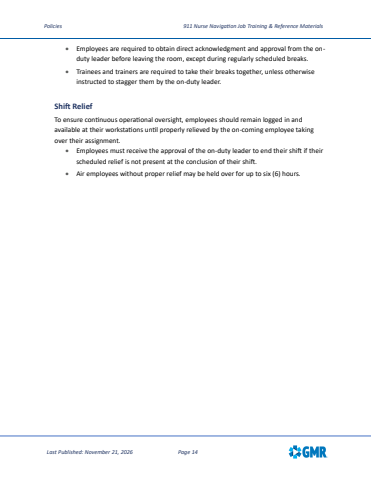 Policies 911 Nurse Navigation Job Training & Reference Materials
• Employees are required to obtain direct acknowledgment and approval from the on-
duty leader before leaving the room, except during regularly scheduled breaks.
• Trainees and trainers are required to take their breaks together, unless otherwise
instructed to stagger them by the on-duty leader.
Shift Relief
To ensure continuous operational oversight, employees should remain logged in and
available at their workstations until properly relieved by the on-coming employee taking
over their assignment.
• Employees must receive the approval of the on-duty leader to end their shift if their
scheduled relief is not present at the conclusion of their shift.
• Air employees without proper relief may be held over for up to six (6) hours.
Last Published: November 21, 2026 Page 14 GMR